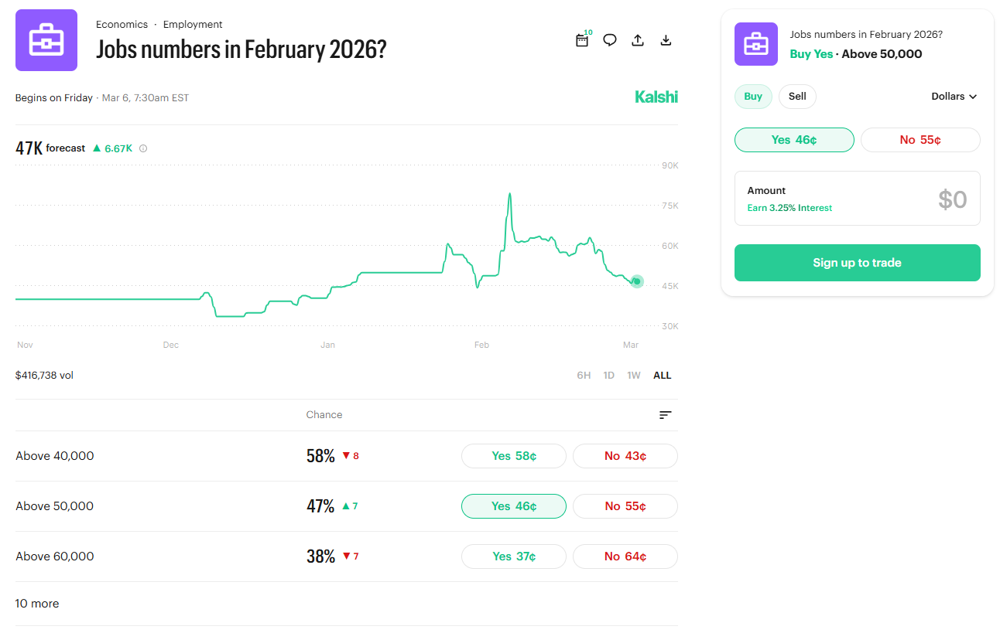 Economics · Employment
Jobs numbers in February 2026?
10
Begins on Friday · Mar 6, 7:30am EST
Kalshi
47K forecast ▲ 6.67K
90K
75K
60K
45K
30K
Nov Dec Jan Feb Mar
$416,738 vol
6H 1D 1W ALL
Chance
Above 40,000 58% ▼ 8 Yes 58¢ No 43¢
Above 50,000 47% ▲ 7 Yes 46¢ No 55¢
Above 60,000 38% ▼ 7 Yes 37¢ No 64¢
10 more
Jobs numbers in February 2026?
Buy Yes · Above 50,000
Buy Sell Dollars
Yes 46¢ No 55¢
Amount
$0
Earn 3.25% Interest
Sign up to trade